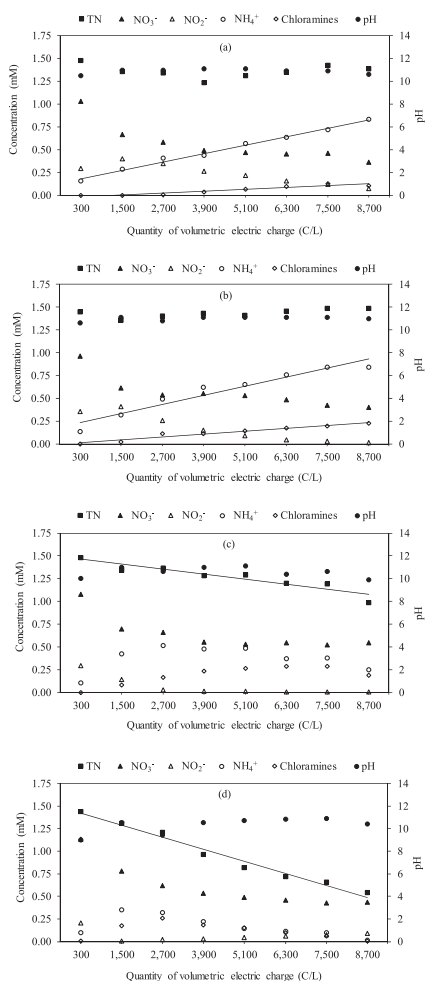 TN NO₃⁻ NO₂⁻ NH₄⁺ Chloramines pH
(a)
Concentration (mM)
1.75
1.50
1.25
1.00
0.75
0.50
0.25
0.00
14
12
10
8
6
4
2
0
pH
300 1,500 2,700 3,900 5,100 6,300 7,500 8,700
Quantity of volumetric electric charge (C/L)
TN NO₃⁻ NO₂⁻ NH₄⁺ Chloramines pH
(b)
Concentration (mM)
1.75
1.50
1.25
1.00
0.75
0.50
0.25
0.00
14
12
10
8
6
4
2
0
pH
300 1,500 2,700 3,900 5,100 6,300 7,500 8,700
Quantity of volumetric electric charge (C/L)
TN NO₃⁻ NO₂⁻ NH₄⁺ Chloramines pH
(c)
Concentration (mM)
1.75
1.50
1.25
1.00
0.75
0.50
0.25
0.00
14
12
10
8
6
4
2
0
pH
300 1,500 2,700 3,900 5,100 6,300 7,500 8,700
Quantity of volumetric electric charge (C/L)
TN NO₃⁻ NO₂⁻ NH₄⁺ Chloramines pH
(d)
Concentration (mM)
1.75
1.50
1.25
1.00
0.75
0.50
0.25
0.00
14
12
10
8
6
4
2
0
pH
300 1,500 2,700 3,900 5,100 6,300 7,500 8,700
Quantity of volumetric electric charge (C/L)